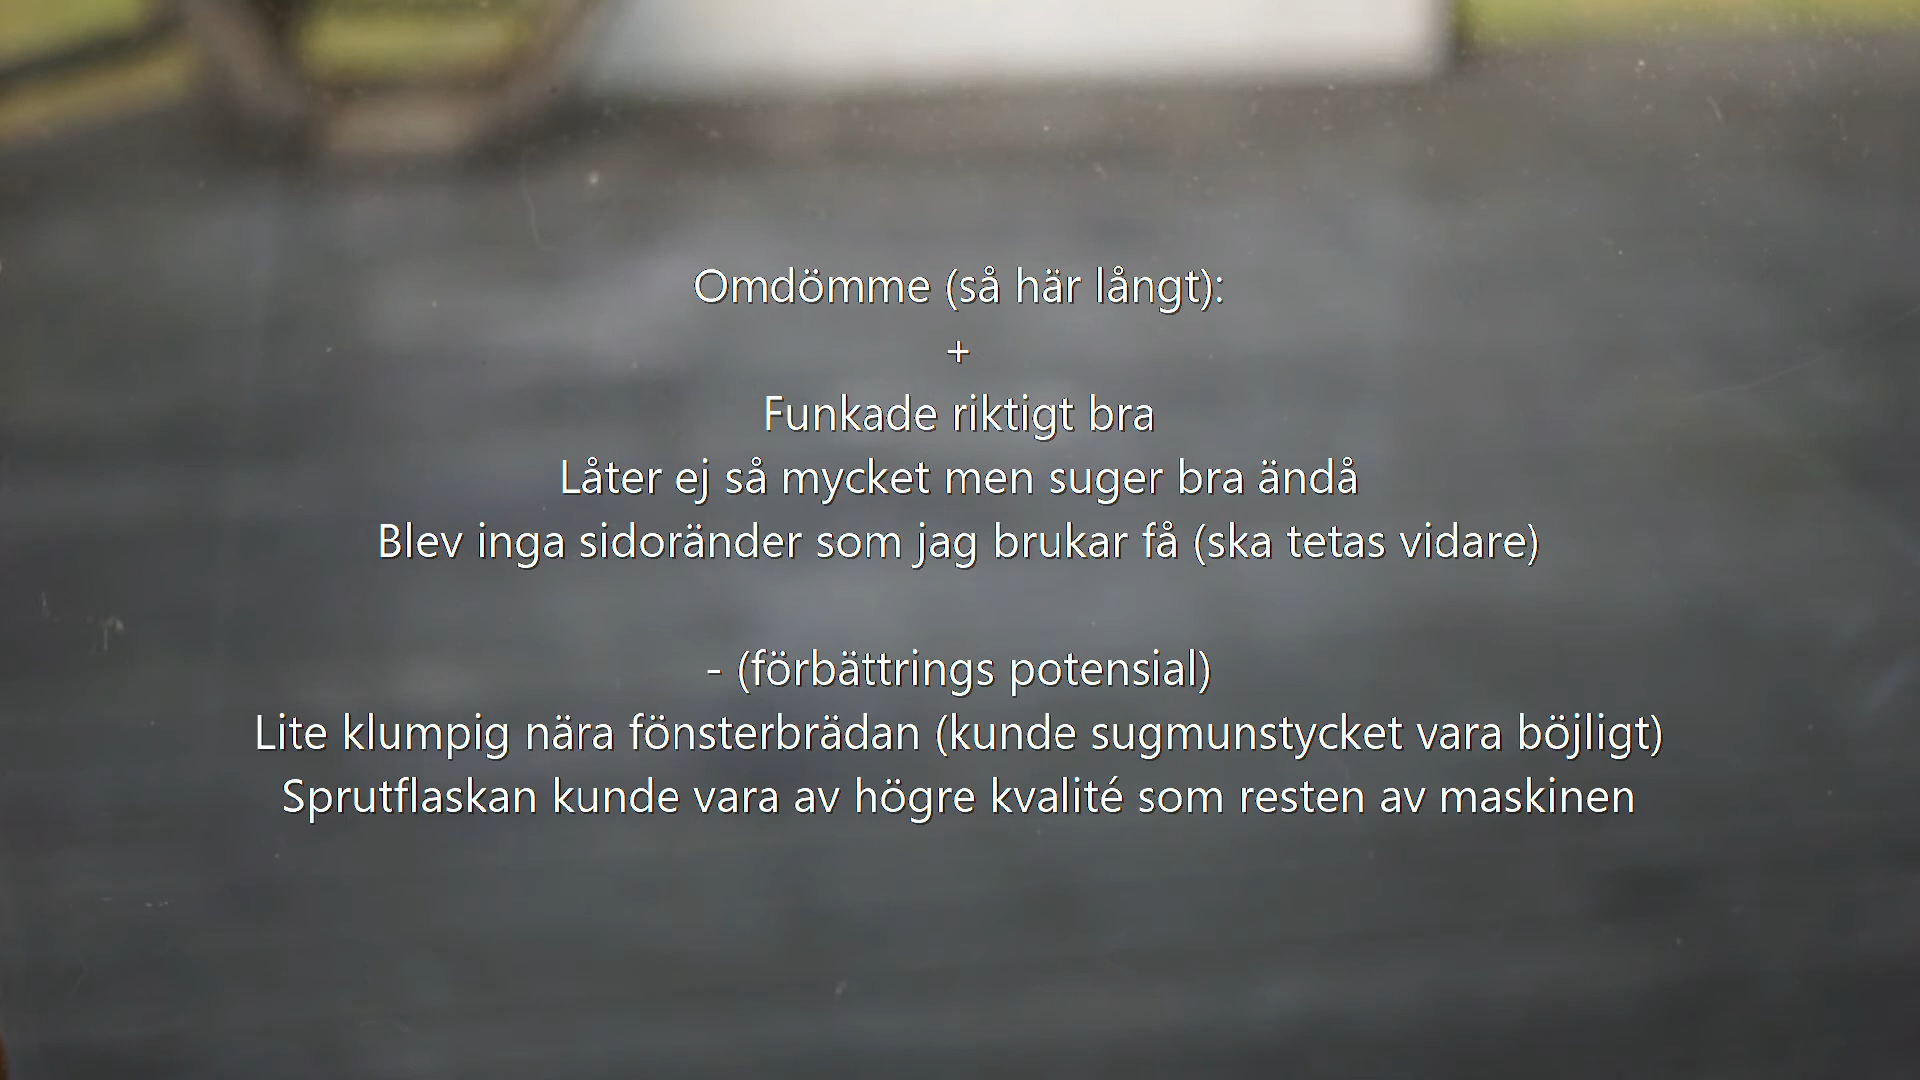 Omdömme (så här långt):
+
Funkade riktigt bra
Låter ej så mycket men suger bra ändå
Blev inga sidoränder som jag brukar få (ska tetas vidare)
- (förbättrings potensial)
Lite klumpig nära fönsterbrädan (kunde sugmunstycket vara böjligt)
Sprutflaskan kunde vara av högre kvalité som resten av maskinen